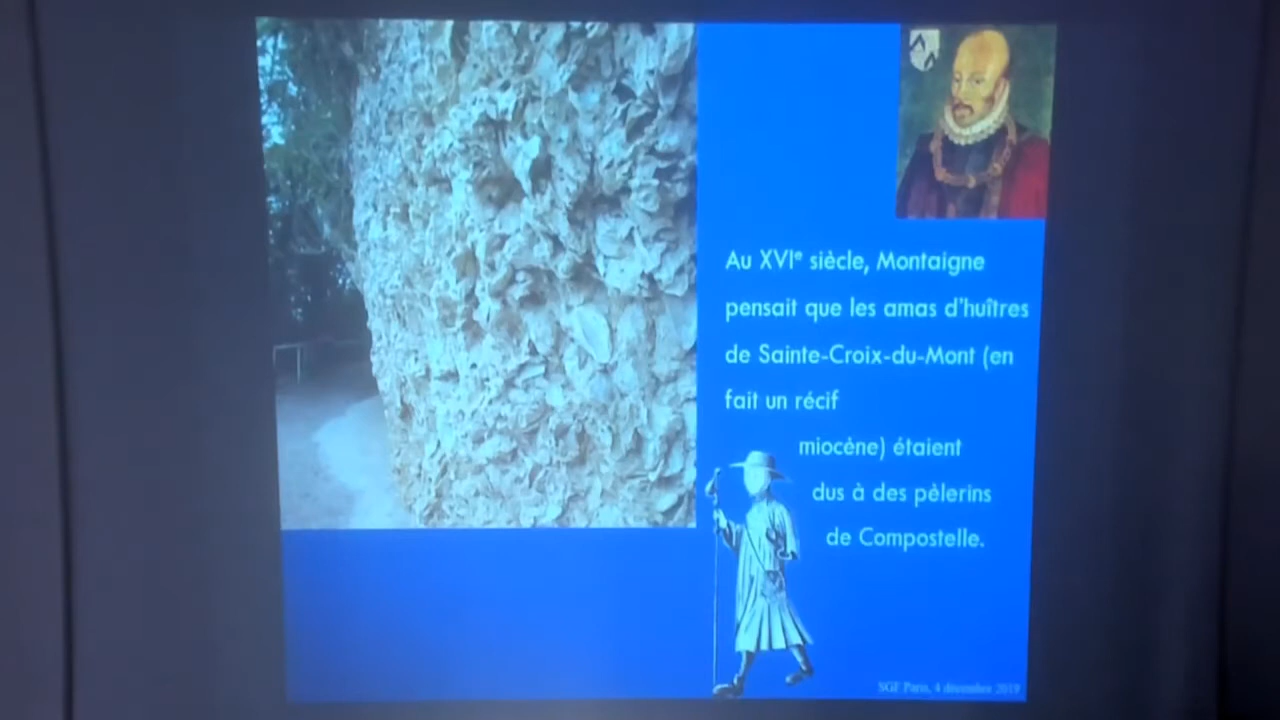 Au XVIᵉ siècle, Montaigne
pensait que les amas d'huîtres
de Sainte-Croix-du-Mont (en
fait un récif
miocène) étaient
dus à des pèlerins
de Compostelle.
SGF Paris, 4 décembre 2019